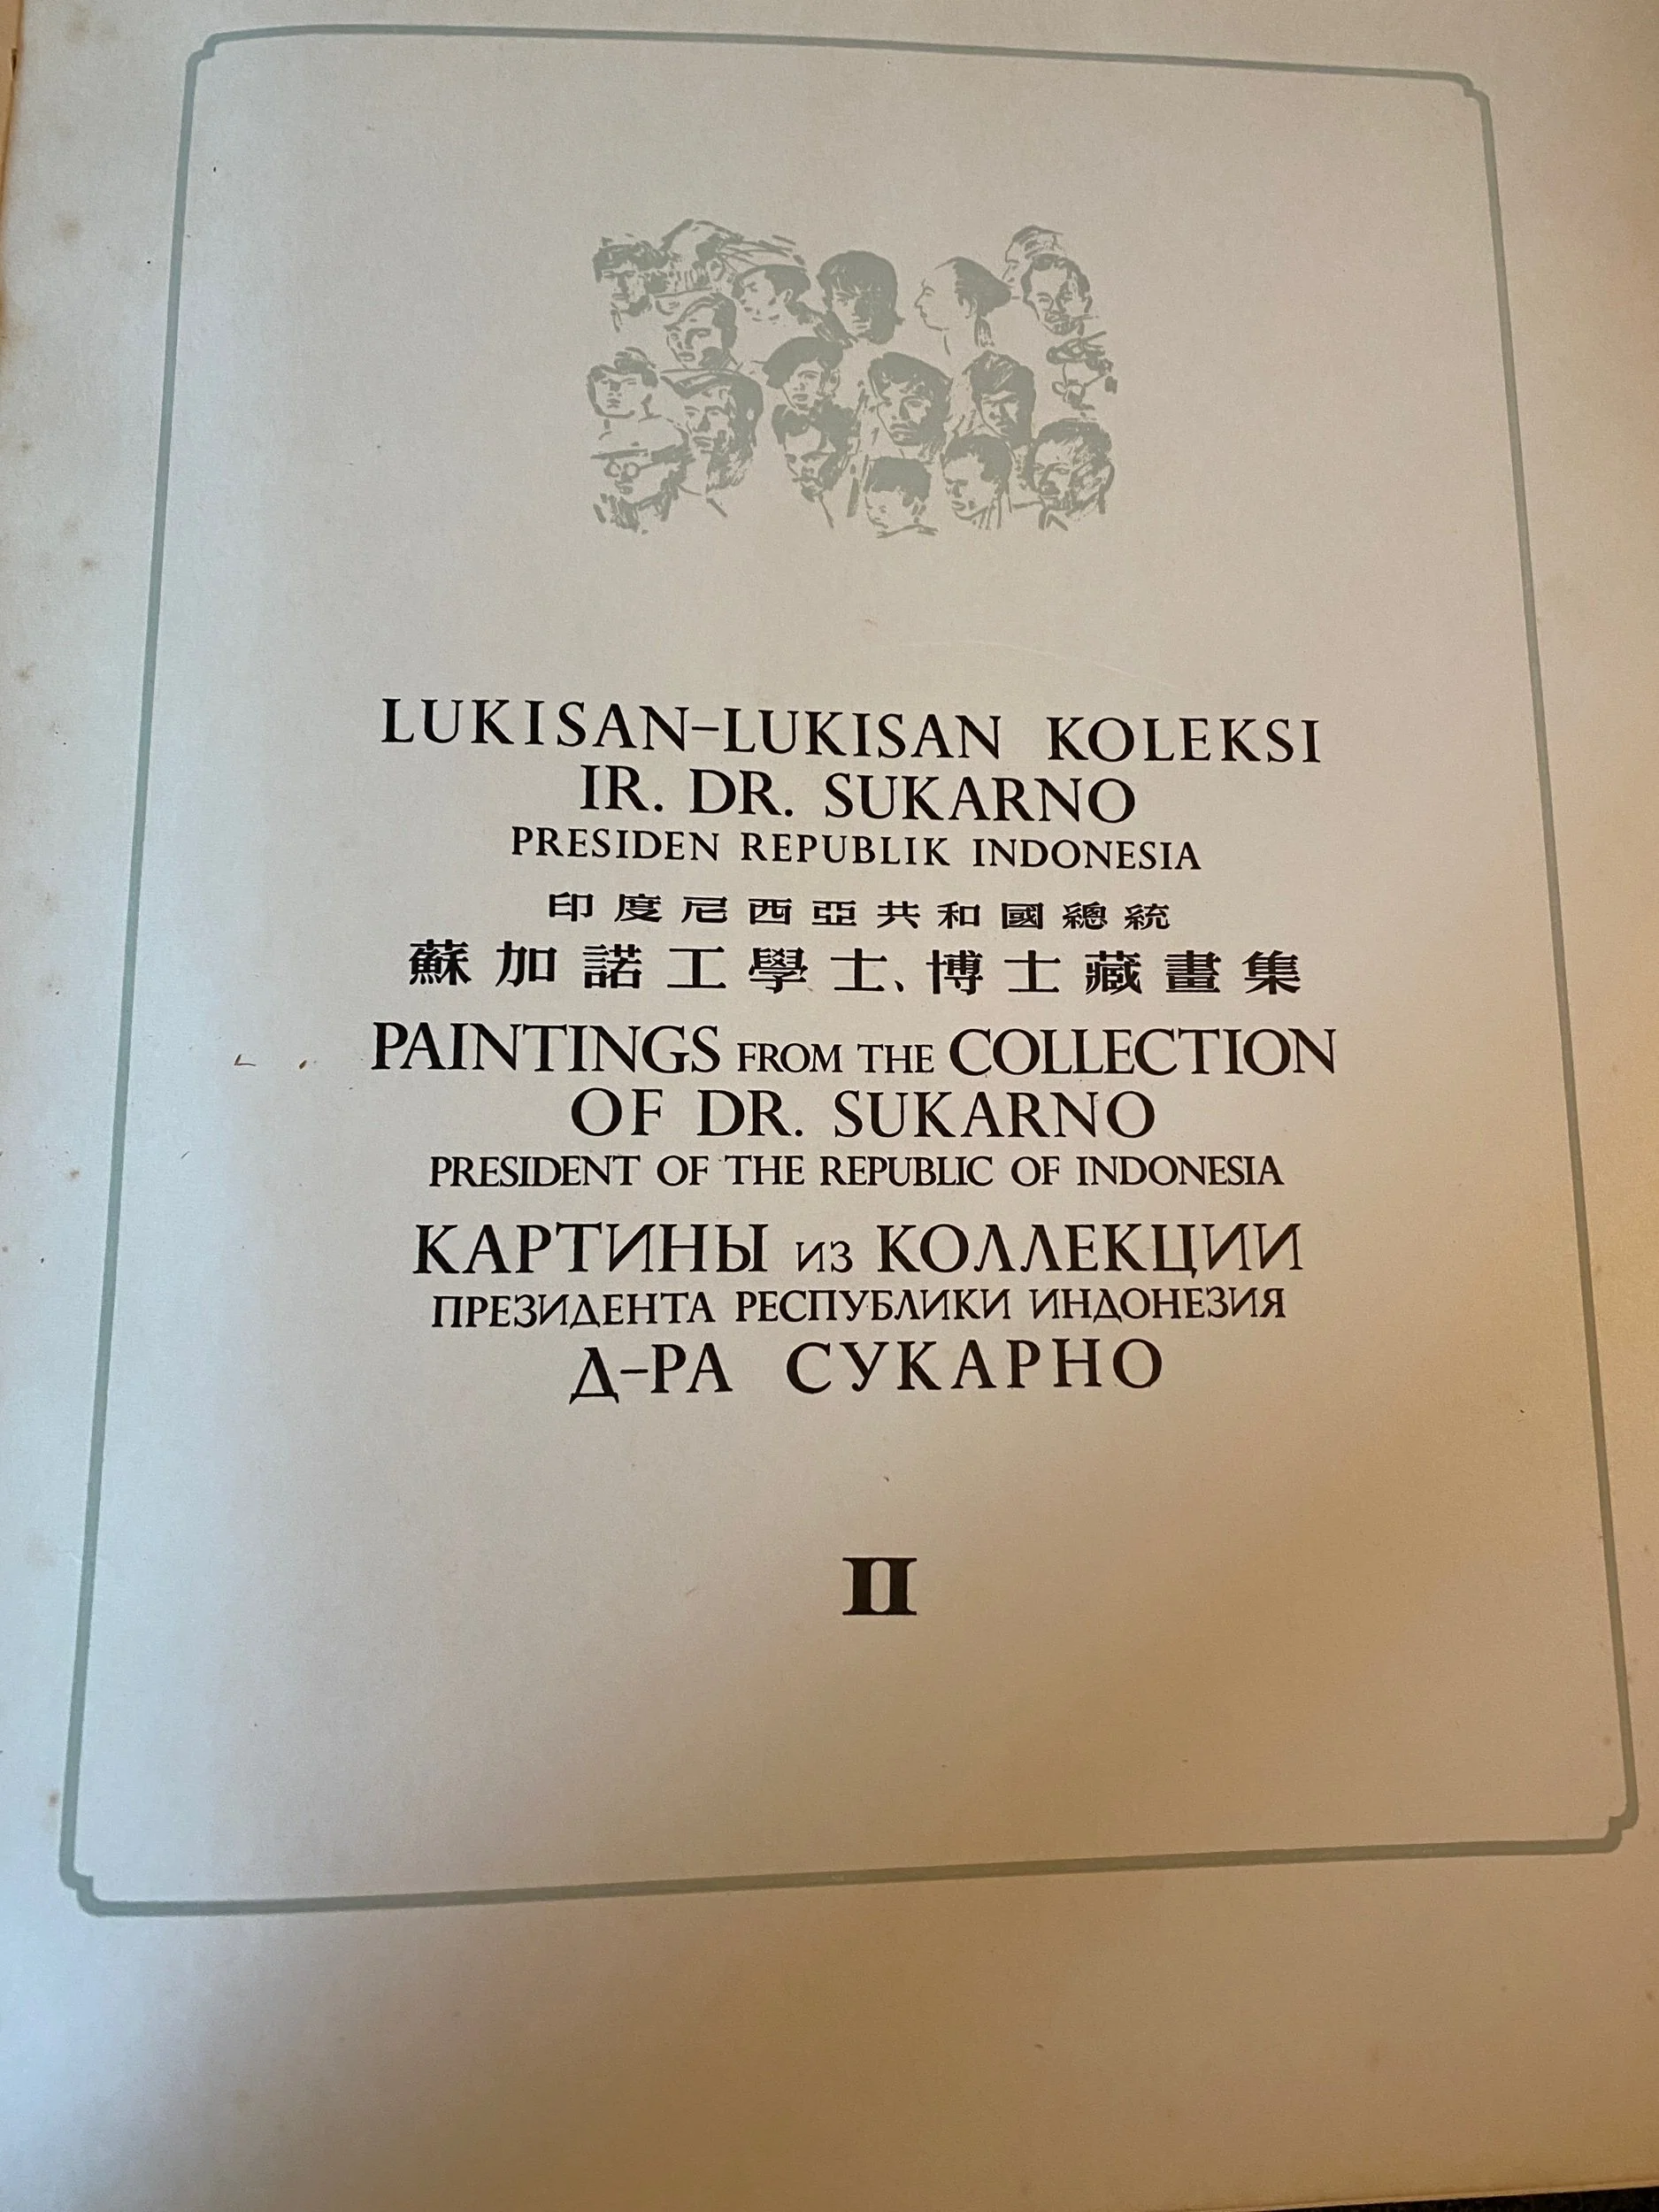 LUKISAN-LUKISAN KOLEKSI
IR. DR. SUKARNO
PRESIDEN REPUBLIK INDONESIA
印度尼西亞共和國總統
蘇加諾工學士、博士藏畫集
PAINTINGS FROM THE COLLECTION
OF DR. SUKARNO
PRESIDENT OF THE REPUBLIC OF INDONESIA
КАРТИНЫ ИЗ КОЛЛЕКЦИИ
ПРЕЗИДЕНТА РЕСПУБЛИКИ ИНДОНЕЗИЯ
Д-РА СУКАРНО
II